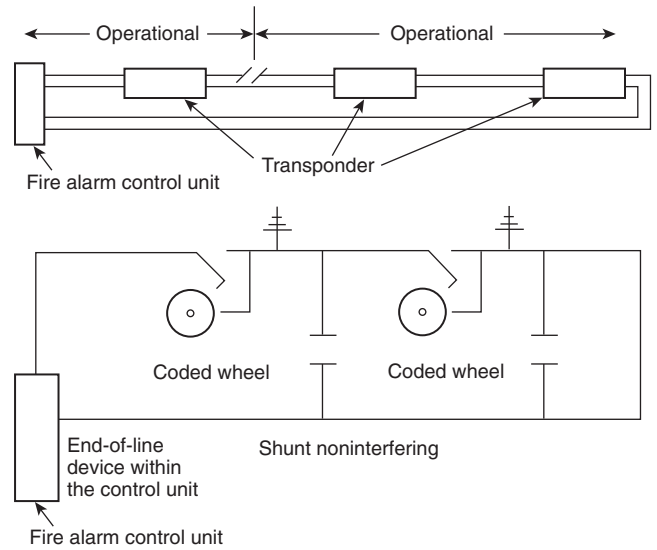 Operational
Operational
Transponder
Fire alarm control unit
Coded wheel
Coded wheel
End-of-line
device within
the control unit
Shunt noninterfering
Fire alarm control unit